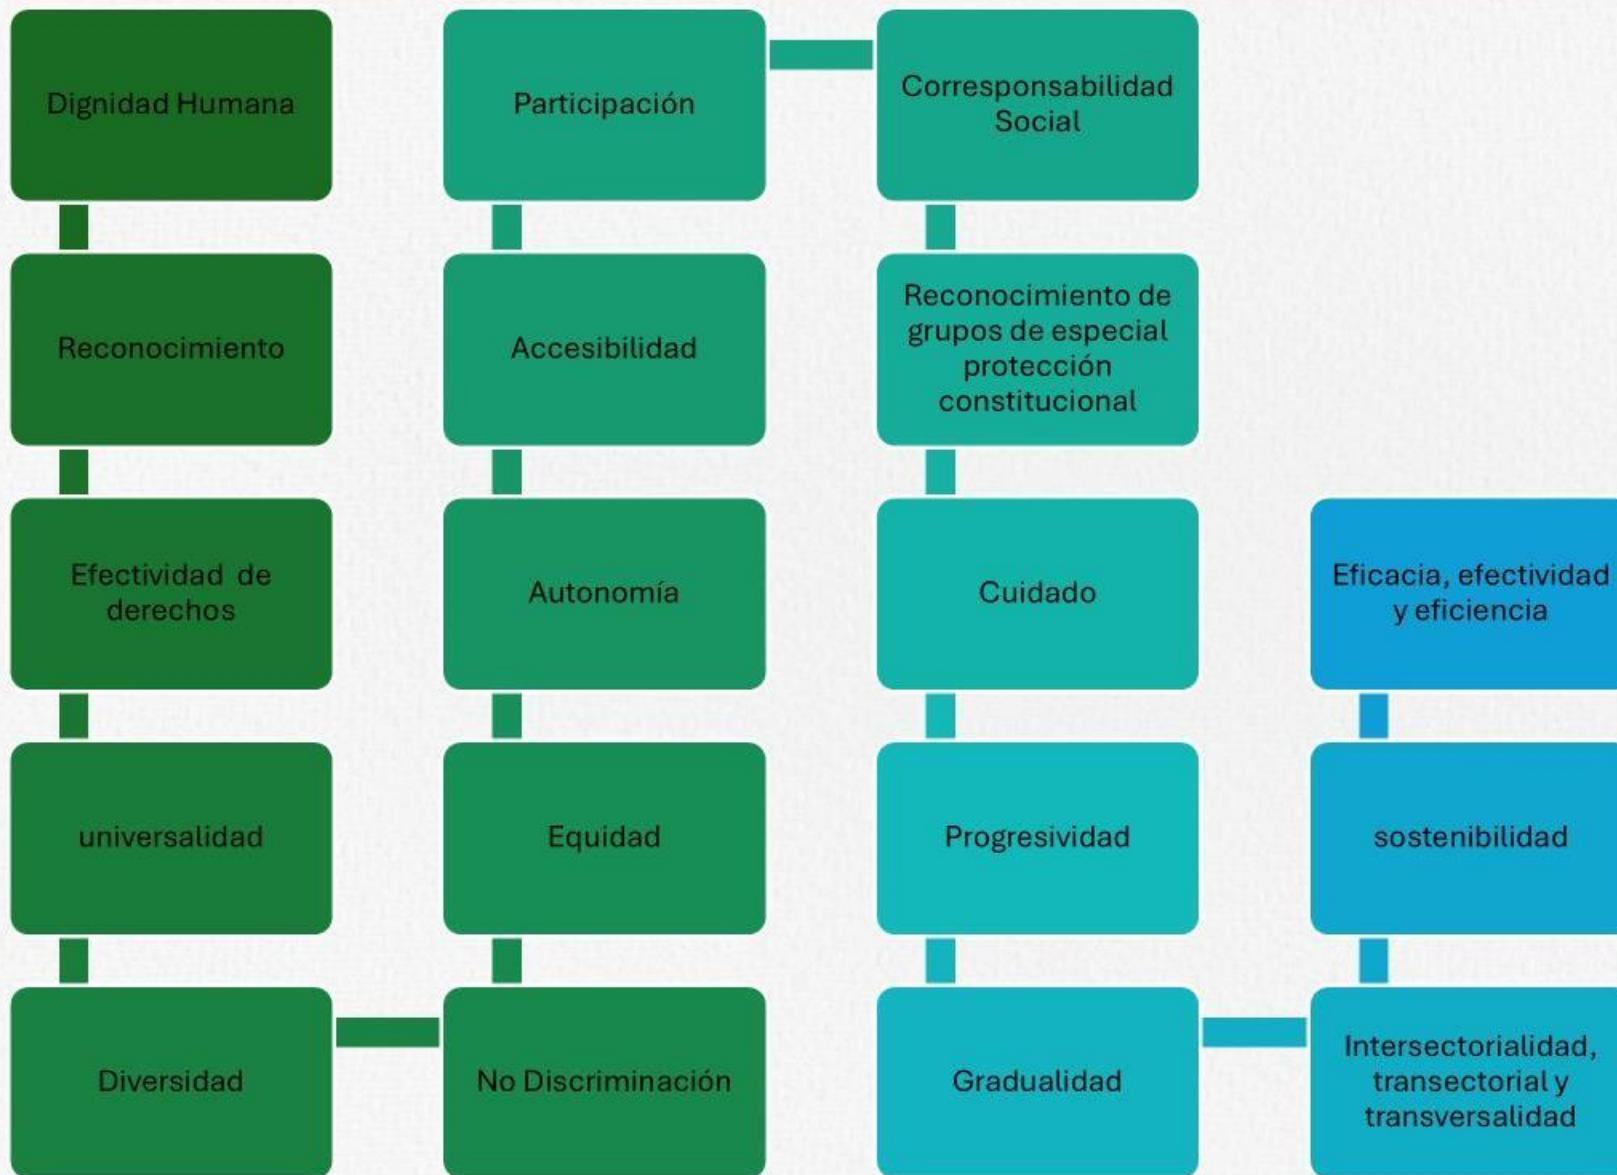 Dignidad Humana
Reconocimiento
Efectividad de
derechos
universalidad
Diversidad
No Discriminación
Equidad
Autonomía
Accesibilidad
Participación
Corresponsabilidad
Social
Reconocimiento de
grupos de especial
protección
constitucional
Cuidado
Progresividad
Gradualidad
Intersectorialidad,
transectorial y
transversalidad
sostenibilidad
Eficacia, efectividad
y eficiencia